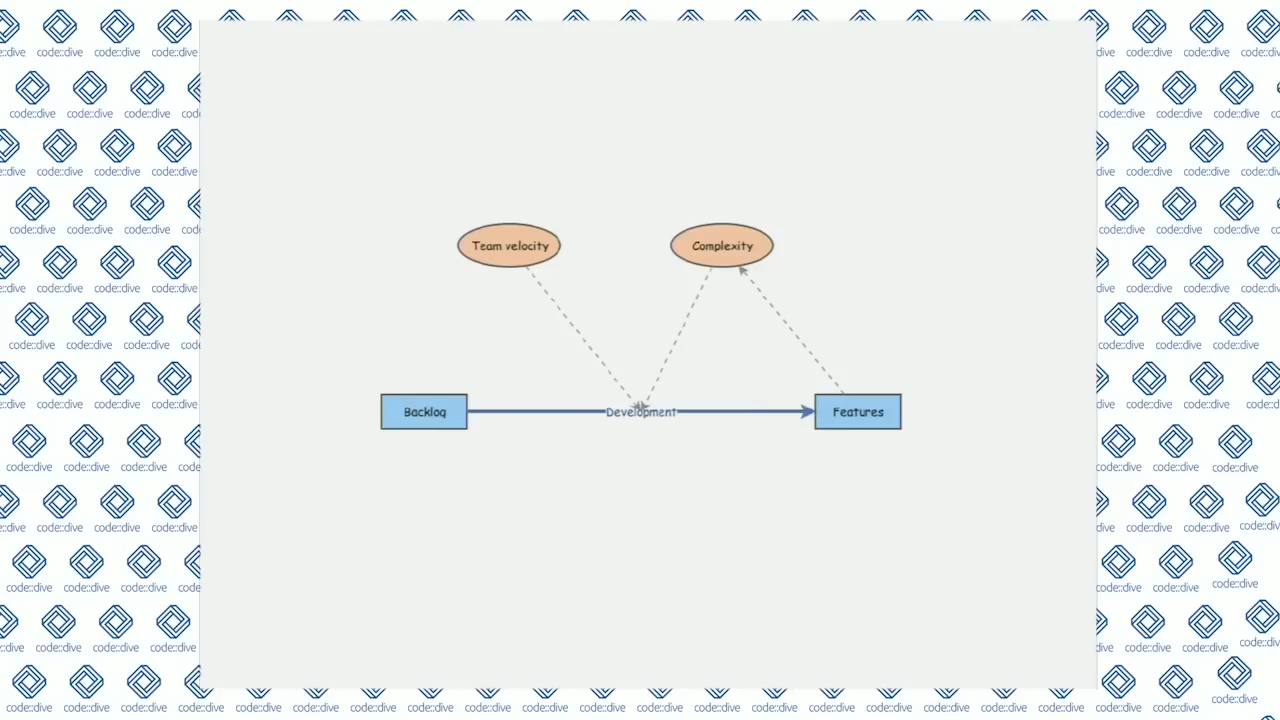 Team velocity
Complexity
Backlog
Development
Features
code::dive